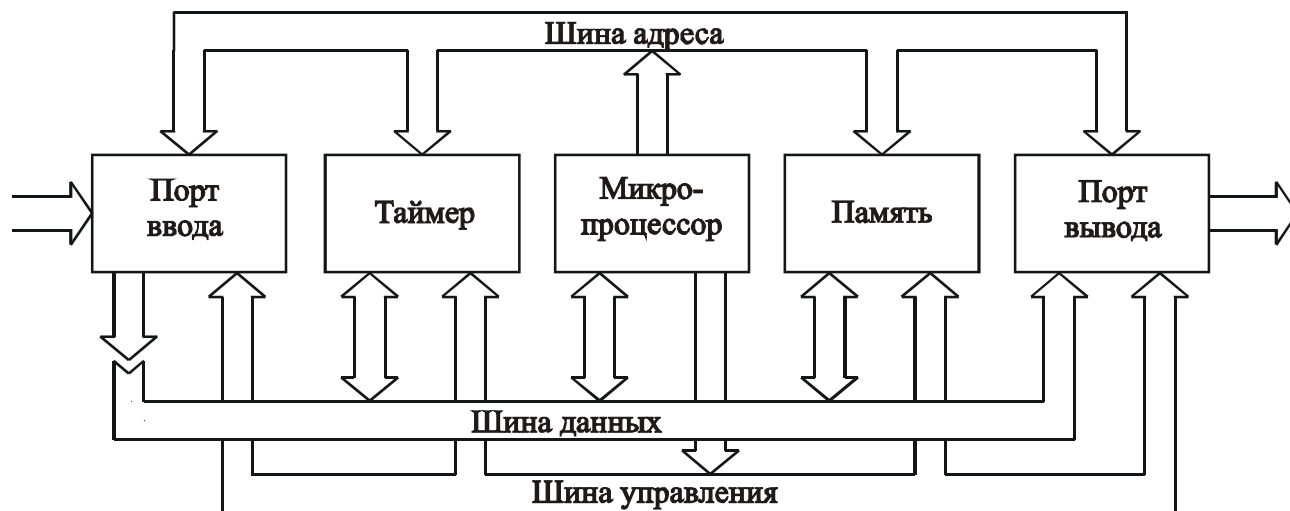 Шина адреса
Порт
ввода
Таймер
Микро-
процессор
Память
Порт
вывода
Шина данных
Шина управления